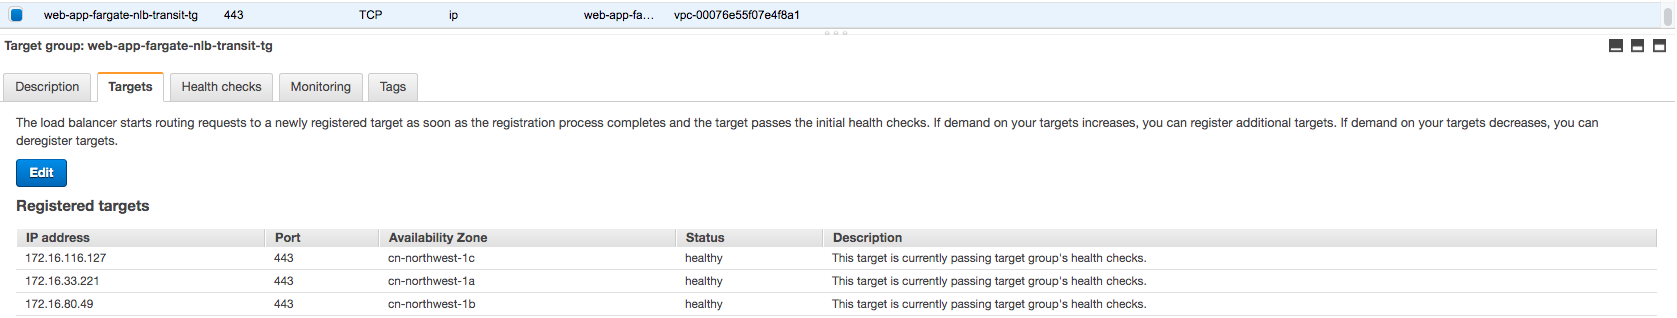 web-app-fargate-nlb-transit-tg 443 TCP ip web-app-fa... vpc-00076e55f07e4f8a1
Target group: web-app-fargate-nlb-transit-tg
Description Targets Health checks Monitoring Tags
The load balancer starts routing requests to a newly registered target as soon as the registration process completes and the target passes the initial health checks. If demand on your targets increases, you can register additional targets. If demand on your targets decreases, you can
deregister targets.
Edit
Registered targets
IP address Port Availability Zone Status Description
172.16.116.127 443 cn-northwest-1c healthy This target is currently passing target group's health checks.
172.16.33.221 443 cn-northwest-1a healthy This target is currently passing target group's health checks.
172.16.80.49 443 cn-northwest-1b healthy This target is currently passing target group's health checks.